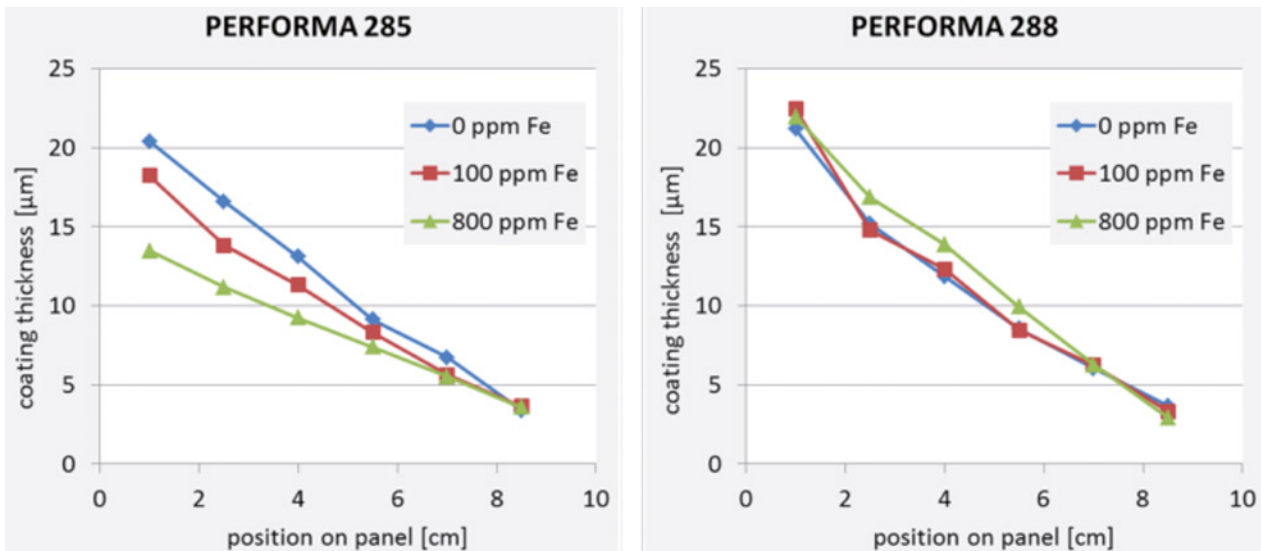 PERFORMA 285
25
20
15
10
5
0
coating thickness [µm]
0 ppm Fe
100 ppm Fe
800 ppm Fe
0 2 4 6 8 10
position on panel [cm]
PERFORMA 288
25
20
15
10
5
0
coating thickness [µm]
0 ppm Fe
100 ppm Fe
800 ppm Fe
0 2 4 6 8 10
position on panel [cm]